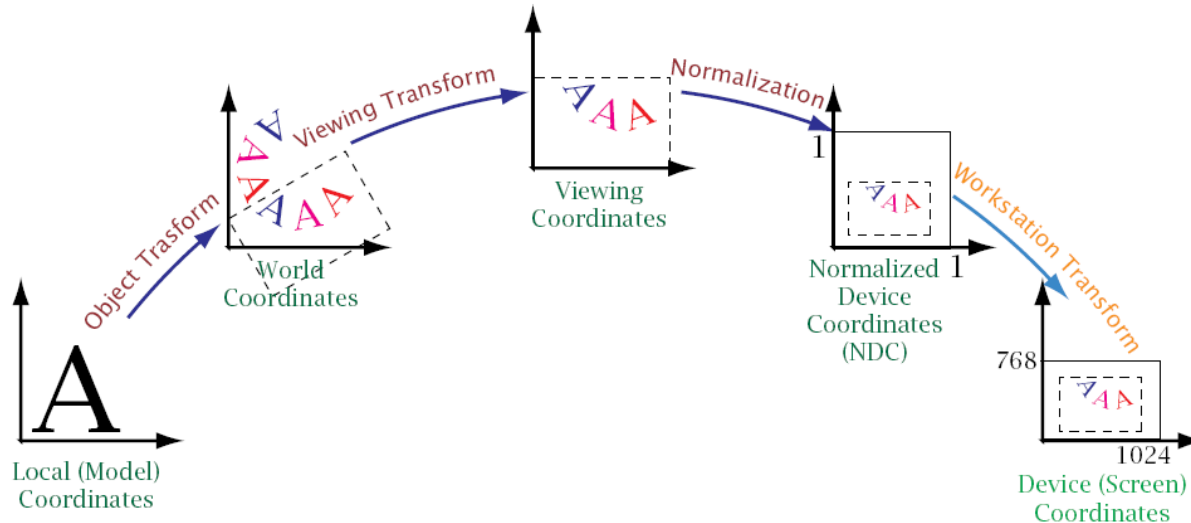 Object Trasform
Viewing Transform
Normalization
Workstation Transform
A
Local (Model)
Coordinates
A A A A A A
World
Coordinates
A A A
Viewing
Coordinates
1
A A A
1
Normalized
Device
Coordinates
(NDC)
768
A A A
1024
Device (Screen)
Coordinates